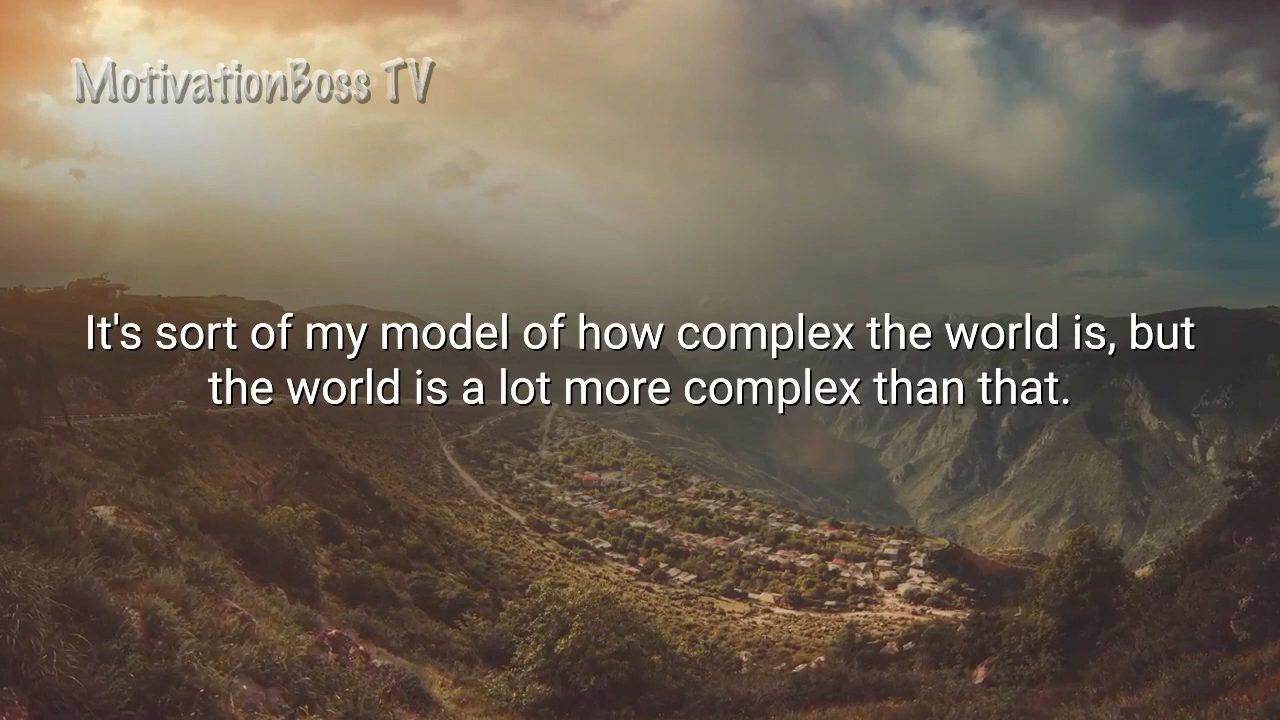 MotivationBoss TV
It's sort of my model of how complex the world is, but
the world is a lot more complex than that.